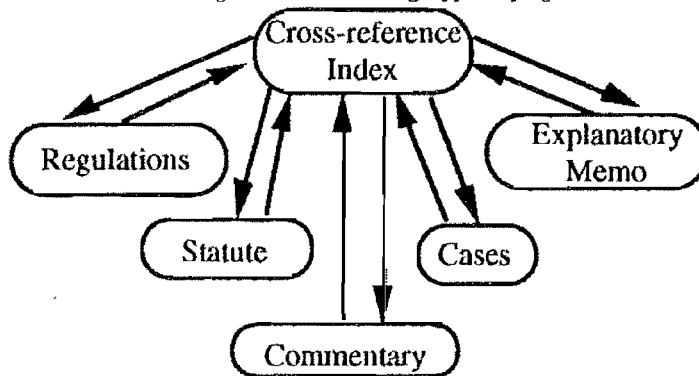 Cross-reference
Index
Regulations
Explanatory
Memo
Statute
Cases
Commentary